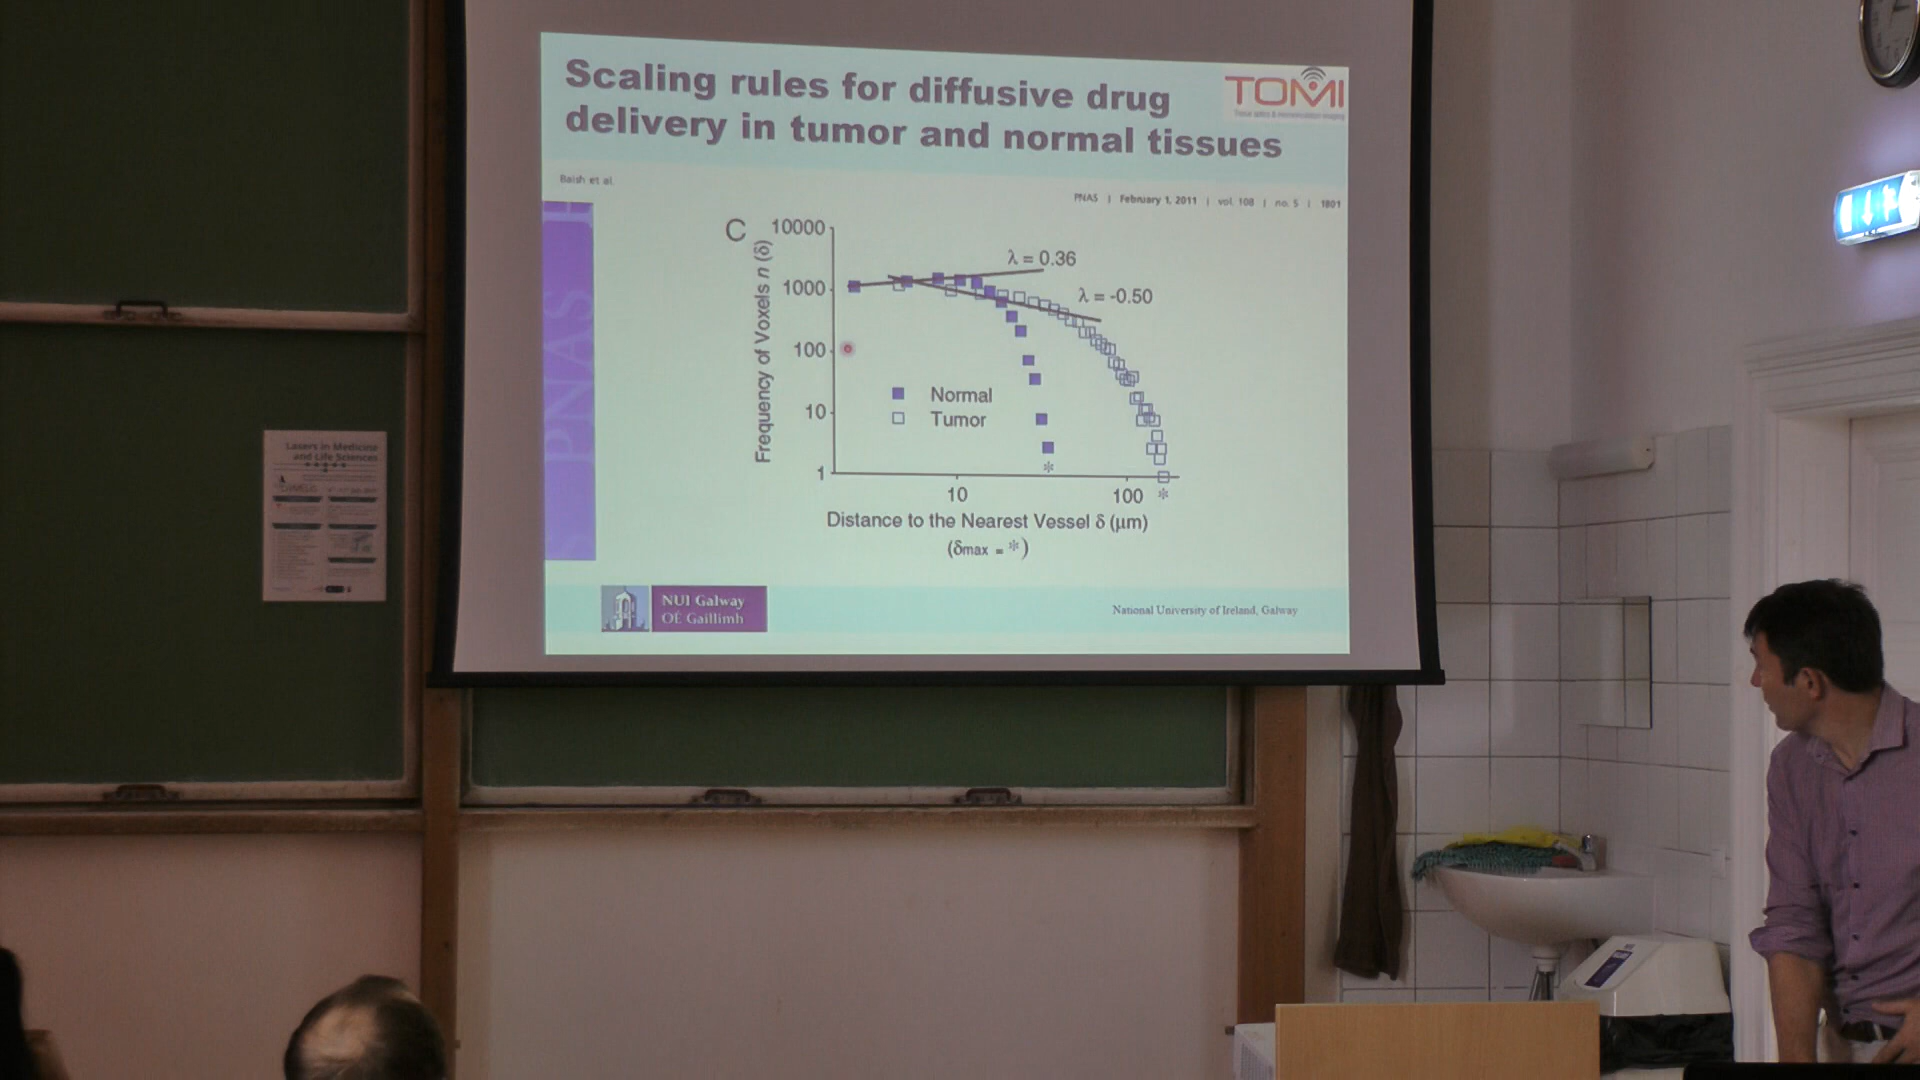 Scaling rules for diffusive drug
delivery in tumor and normal tissues
TOMI
Baish et al.
PNAS | February 1, 2011 | vol. 108 | no. 5 | 1801
PNAS
C
Frequency of Voxels n (δ)
10000
1000
100
10
1
λ = 0.36
λ = -0.50
Normal
Tumor
*
10
100
*
Distance to the Nearest Vessel δ (μm)
(δmax = *)
NUI Galway
OÉ Gaillimh
National University of Ireland, Galway
Lasers in Medicine
and Life Sciences